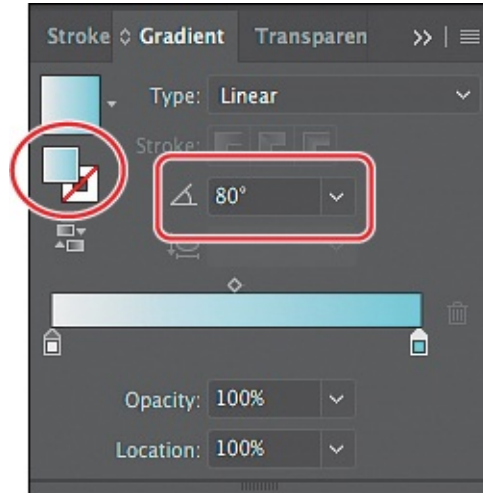 Stroke Gradient Transparen
Type: Linear
Stroke:
80°
Opacity: 100%
Location: 100%